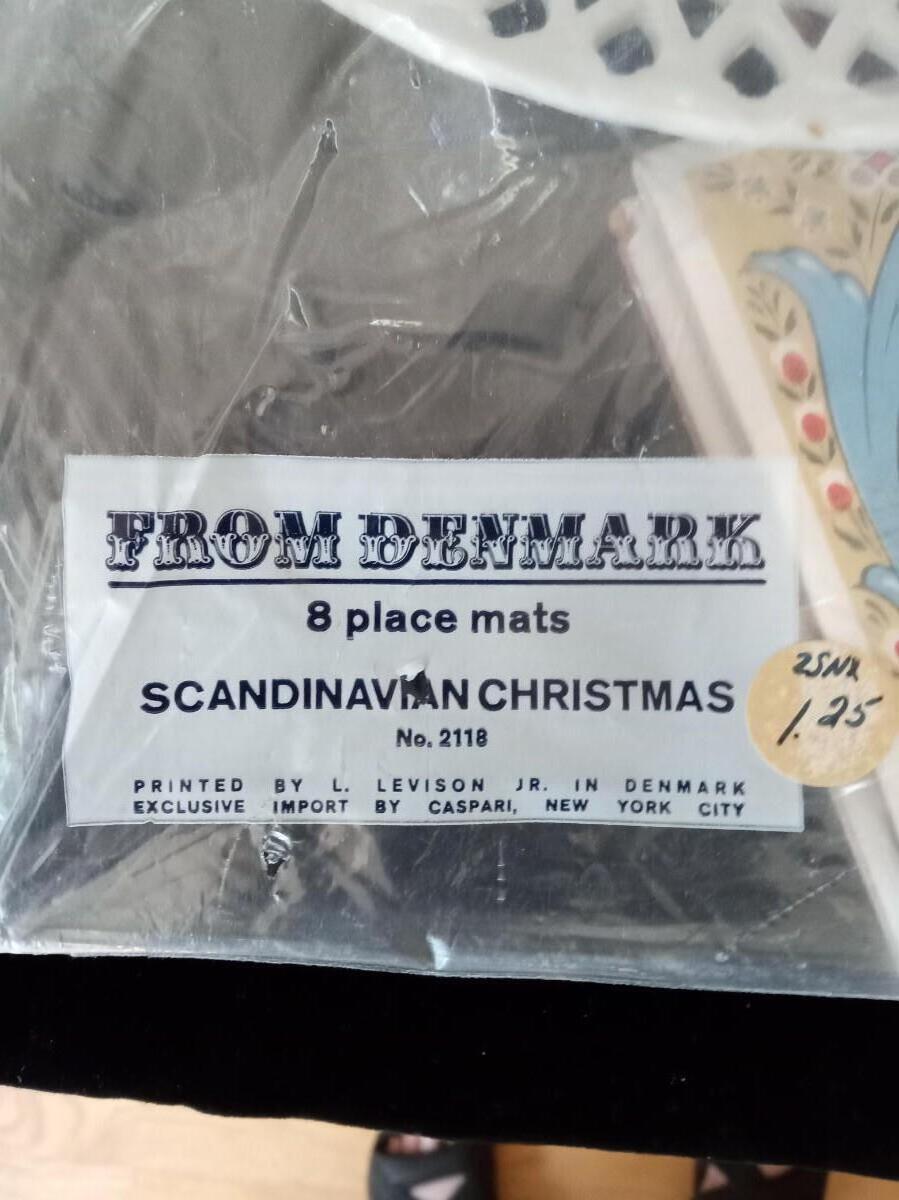 FROM DENMARK
8 place mats
SCANDINAVIAN CHRISTMAS
No. 2118
PRINTED BY L. LEVISON JR. IN DENMARK
EXCLUSIVE IMPORT BY CASPARI, NEW YORK CITY
1.25